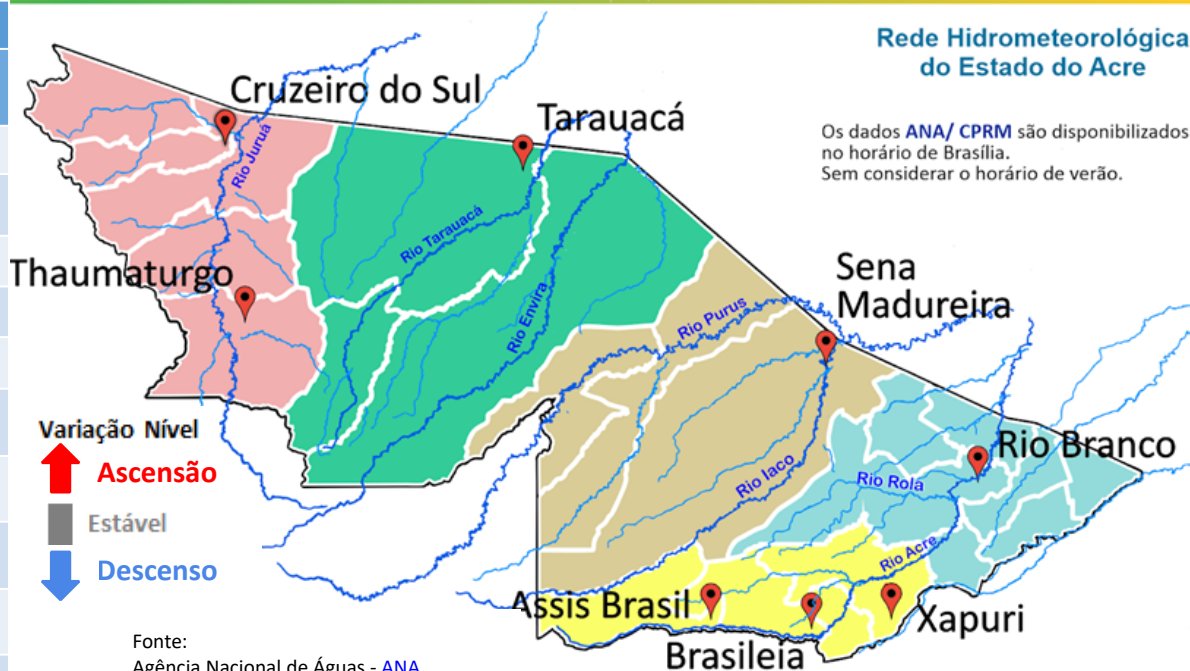 Rede Hidrometeorológica
do Estado do Acre
Os dados ANA/ CPRM são disponibilizados
no horário de Brasília.
Sem considerar o horário de verão.
Cruzeiro do Sul
Tarauacá
Rio Juruá
Rio Tarauacá
Thaumaturgo
Rio Envira
Sena
Madureira
Rio Purus
Variação Nível
Ascensão
Estável
Descenso
Rio Branco
Rio Iaco
Rio Rola
Rio Acre
Assis Brasil
Xapuri
Brasileia
Fonte:
Agência Nacional de Águas - ANA